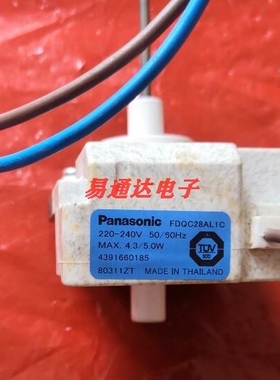 易通达电子
Panasonic FDQC28AL1C
220-240V 50/60Hz
MAX. 4.3/5.0W
4391660185
80311ZT MADE IN THAILAND
TÜV